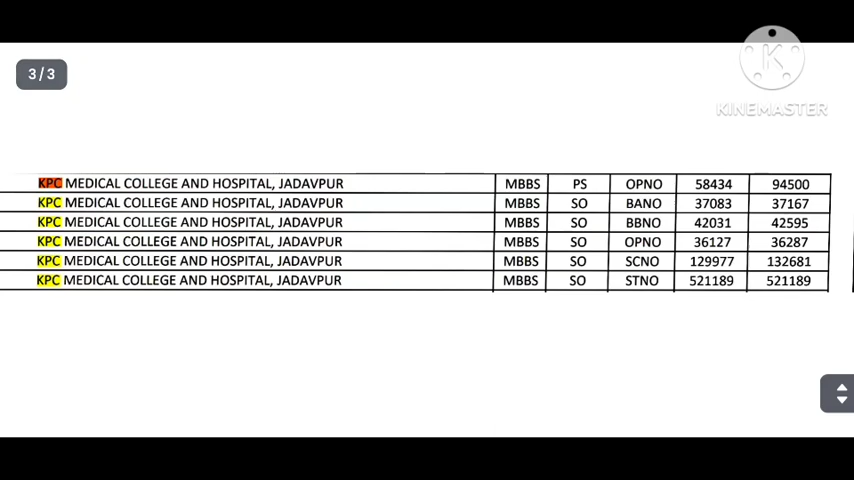 3/3
K
KINEMASTER
KPC MEDICAL COLLEGE AND HOSPITAL, JADAVPUR MBBS PS OPNO 58434 94500
KPC MEDICAL COLLEGE AND HOSPITAL, JADAVPUR MBBS SO BANO 37083 37167
KPC MEDICAL COLLEGE AND HOSPITAL, JADAVPUR MBBS SO BBNO 42031 42595
KPC MEDICAL COLLEGE AND HOSPITAL, JADAVPUR MBBS SO OPNO 36127 36287
KPC MEDICAL COLLEGE AND HOSPITAL, JADAVPUR MBBS SO SCNO 129977 132681
KPC MEDICAL COLLEGE AND HOSPITAL, JADAVPUR MBBS SO STNO 521189 521189